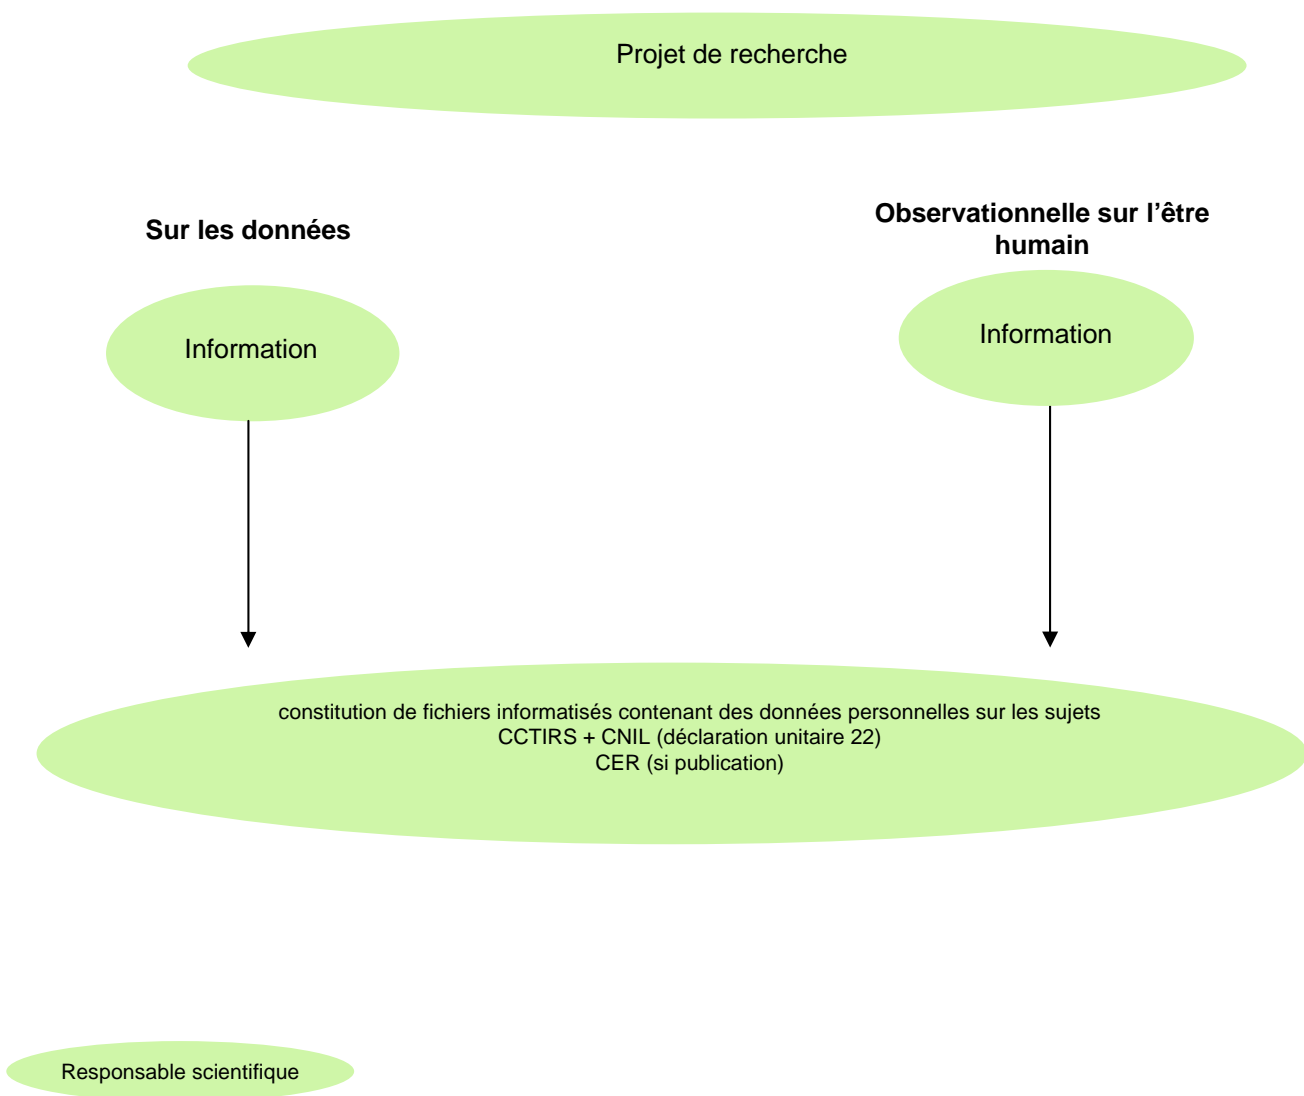 Projet de recherche
Sur les données
Observationnelle sur l’être
humain
Information
Information
constitution de fichiers informatisés contenant des données personnelles sur les sujets
CCTIRS + CNIL (déclaration unitaire 22)
CER (si publication)
Responsable scientifique